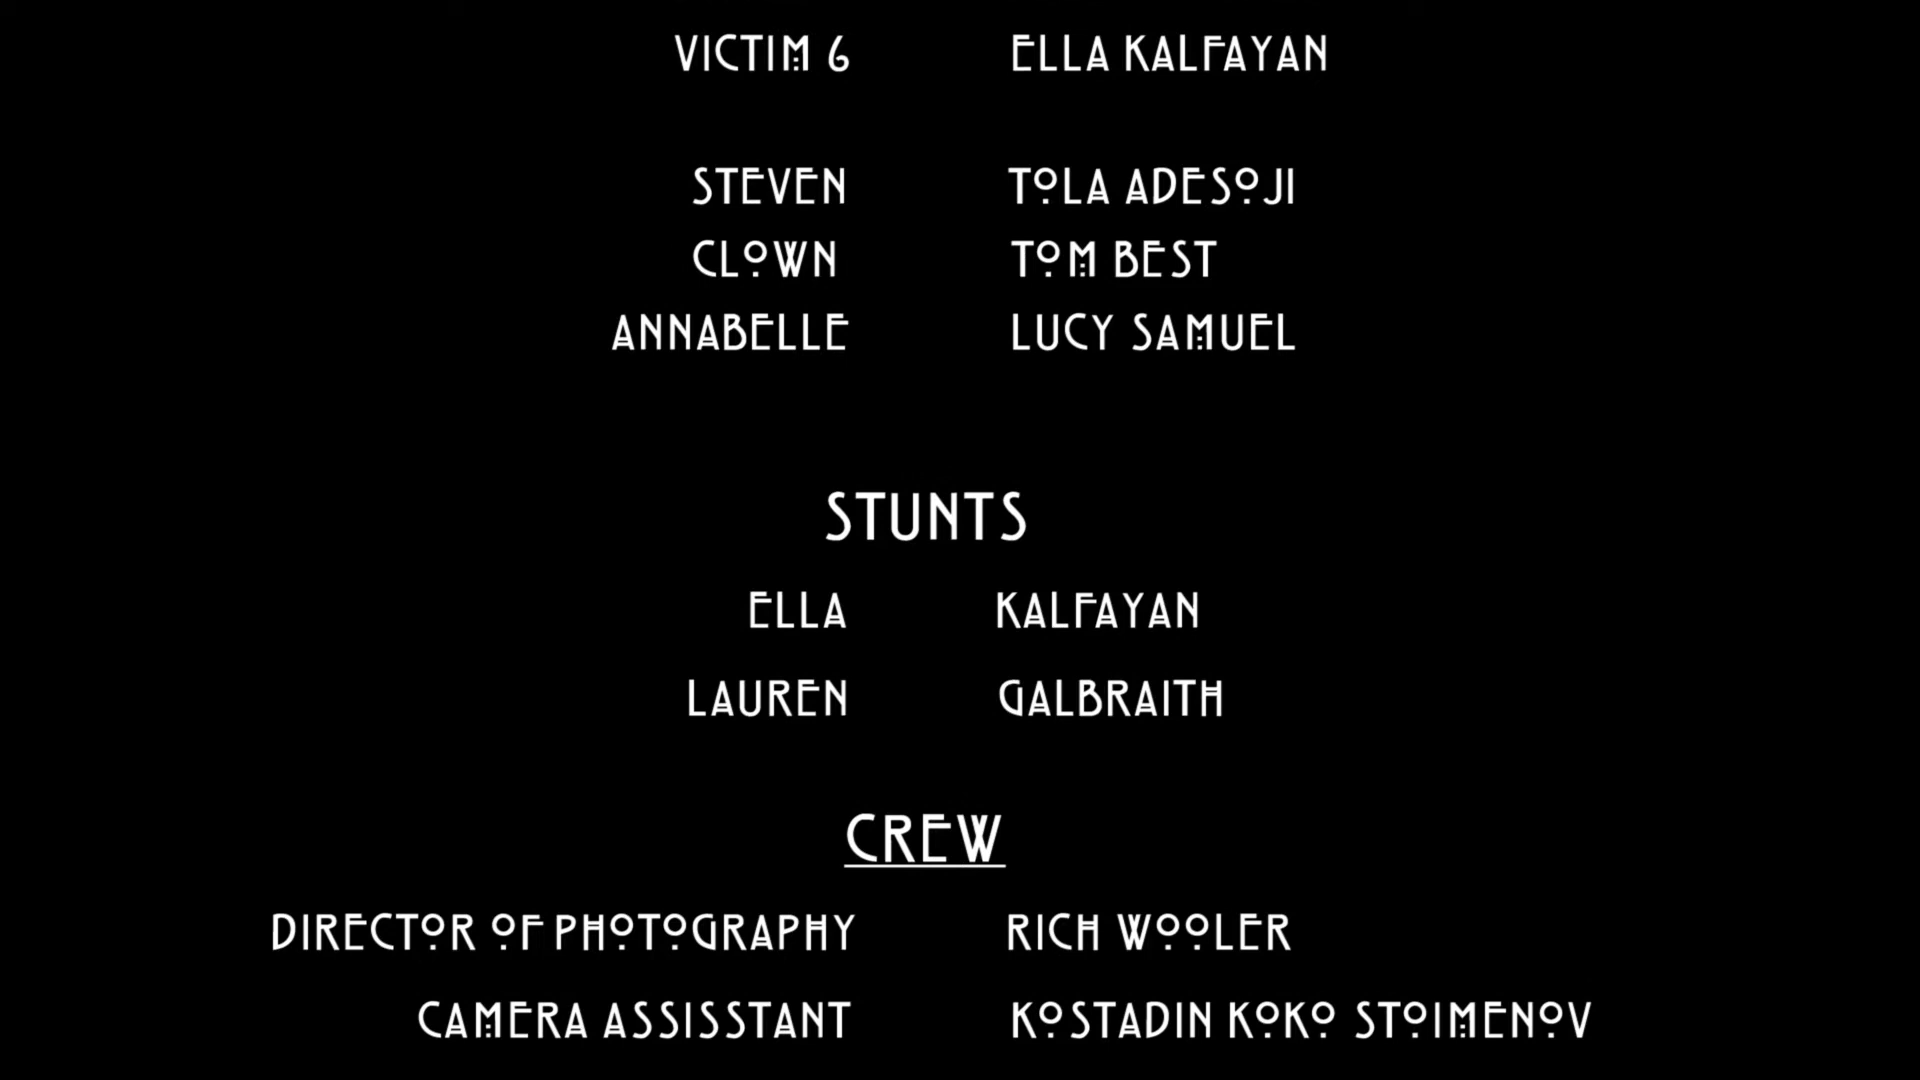 VICTIM 6 ELLA KALFAYAN
STEVEN TOLA ADESOJI
CLOWN TOM BEST
ANNABELLE LUCY SAMUEL
STUNTS
ELLA KALFAYAN
LAUREN GALBRAITH
CREW
DIRECTOR OF PHOTOGRAPHY RICH WOOLER
CAMERA ASSISSTANT KOSTADIN KOKO STOIMENOV